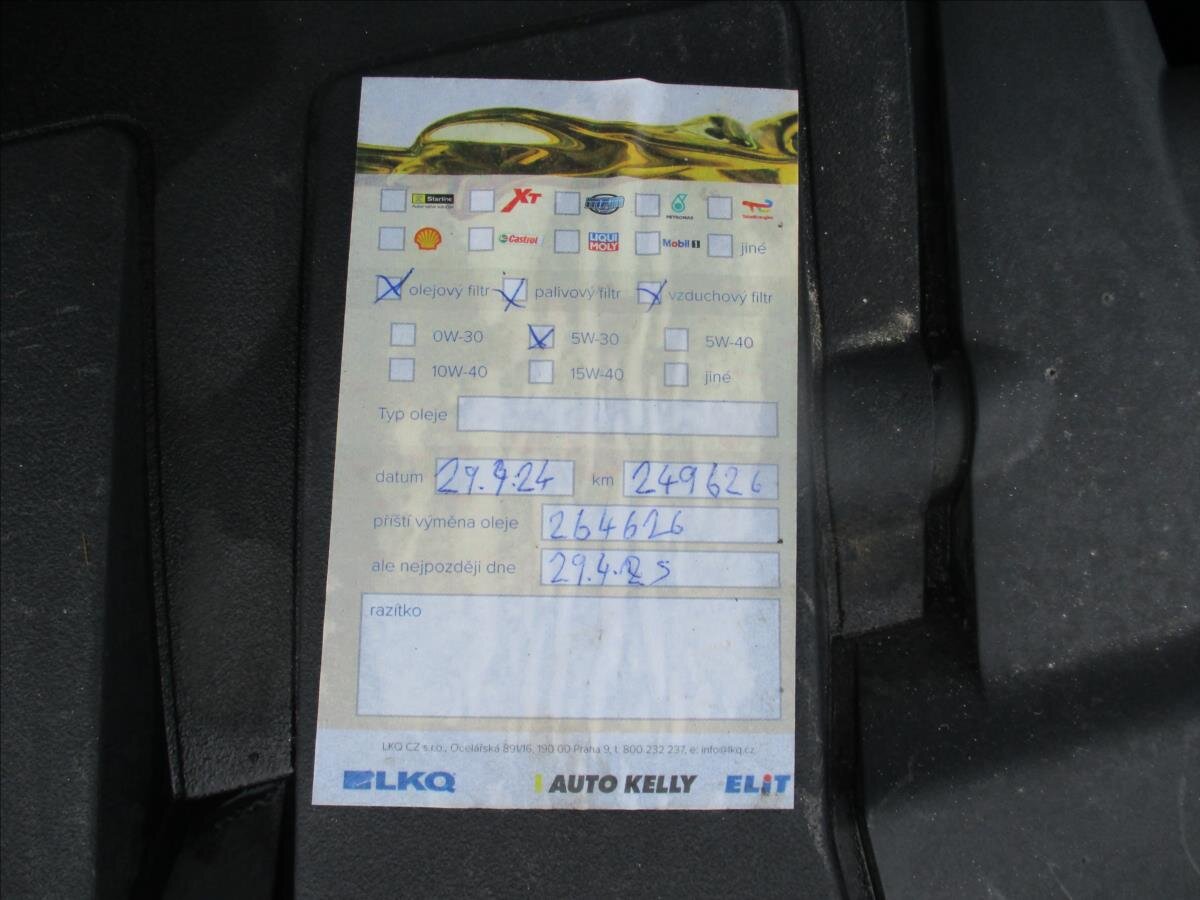 Starline XT MTM PETRONAS TotalEnergies
Castrol LIQUI MOLY Mobil 1 jiné
olejový filtr palivový filtr vzduchový filtr
0W-30 5W-30 5W-40
10W-40 15W-40 jiné
Typ oleje
datum 29.4.24 km 249626
příští výměna oleje 264626
ale nejpozději dne 29.4.25
razítko
LKQ CZ s.r.o., Ocelářská 891/16, 190 00 Praha 9, t. 800 232 237, e: info@lkq.cz
LKQ AUTO KELLY ELIT